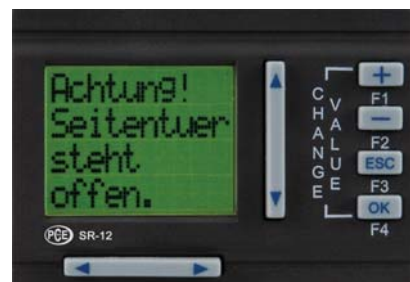 Achtung!
Seitentuer
steht
offen.
PCE SR-12
CHANGE
VALUE
+
F1
−
F2
ESC
F3
OK
F4